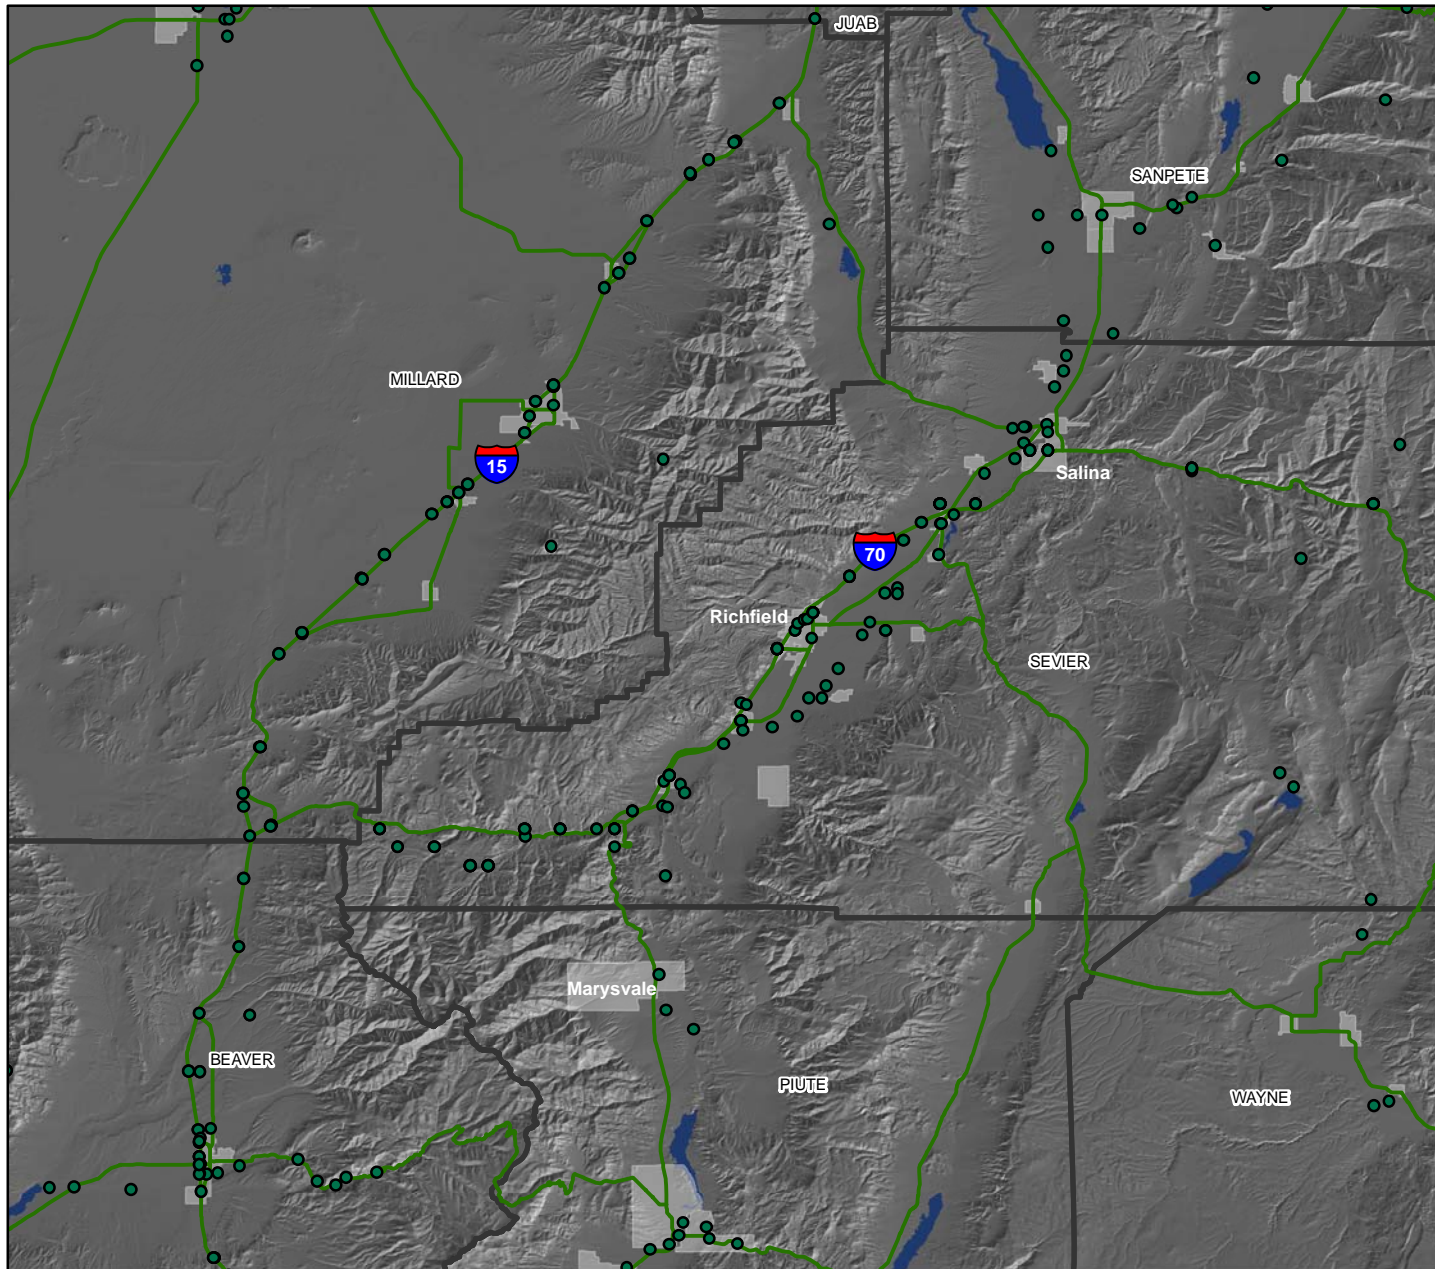 JUAB
SANPETE
MILLARD
15
Salina
70
Richfield
SEVIER
Marysvale
BEAVER
PIUTE
WAYNE